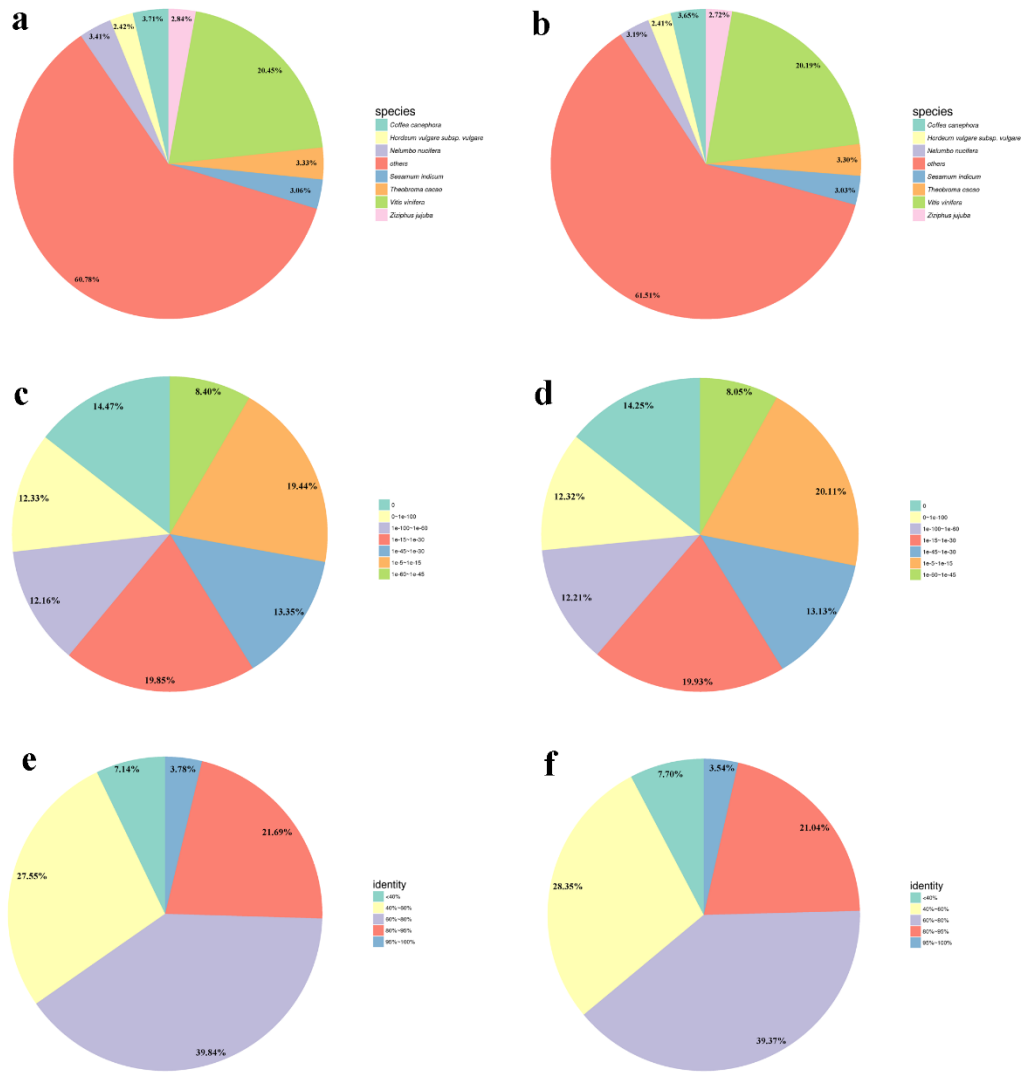 a
3.41%
2.42%
3.71%
2.84%
20.45%
3.33%
3.06%
60.78%
species
Coffea canephora
Hordeum vulgare subsp. vulgare
Nelumbo nucifera
others
Sesamum indicum
Theobroma cacao
Vitis vinifera
Ziziphus jujuba
b
3.19%
2.41%
3.65%
2.72%
20.19%
3.30%
3.03%
61.51%
species
Coffea canephora
Hordeum vulgare subsp. vulgare
Nelumbo nucifera
others
Sesamum indicum
Theobroma cacao
Vitis vinifera
Ziziphus jujuba
c
14.47%
8.40%
12.33%
19.44%
12.16%
13.35%
19.85%
0
0~1e-100
1e-100~1e-60
1e-15~1e-30
1e-45~1e-30
1e-5~1e-15
1e-60~1e-45
d
14.25%
8.05%
12.32%
20.11%
12.21%
13.13%
19.93%
0
0~1e-100
1e-100~1e-60
1e-15~1e-30
1e-45~1e-30
1e-5~1e-15
1e-60~1e-45
e
7.14%
3.78%
21.69%
27.55%
39.84%
identity
<40%
40%~60%
60%~80%
80%~95%
95%~100%
f
7.70%
3.54%
21.04%
28.35%
39.37%
identity
<40%
40%~60%
60%~80%
80%~95%
95%~100%